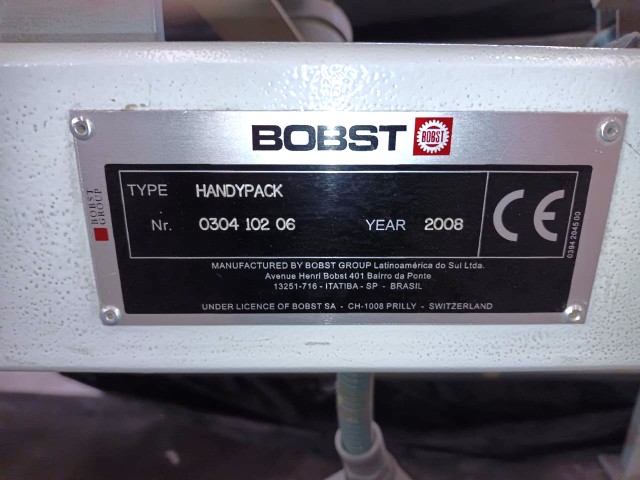 BOBST BOBST
BOBST GROUP
TYPE HANDYPACK
Nr. 0304 102 06 YEAR 2008
CE
0394 2045 00
MANUFACTURED BY BOBST GROUP Latinoamérica do Sul Ltda.
Avenue Henri Bobst 401 Bairro da Ponte
13251-716 - ITATIBA - SP - BRASIL
UNDER LICENCE OF BOBST SA - CH-1008 PRILLY - SWITZERLAND